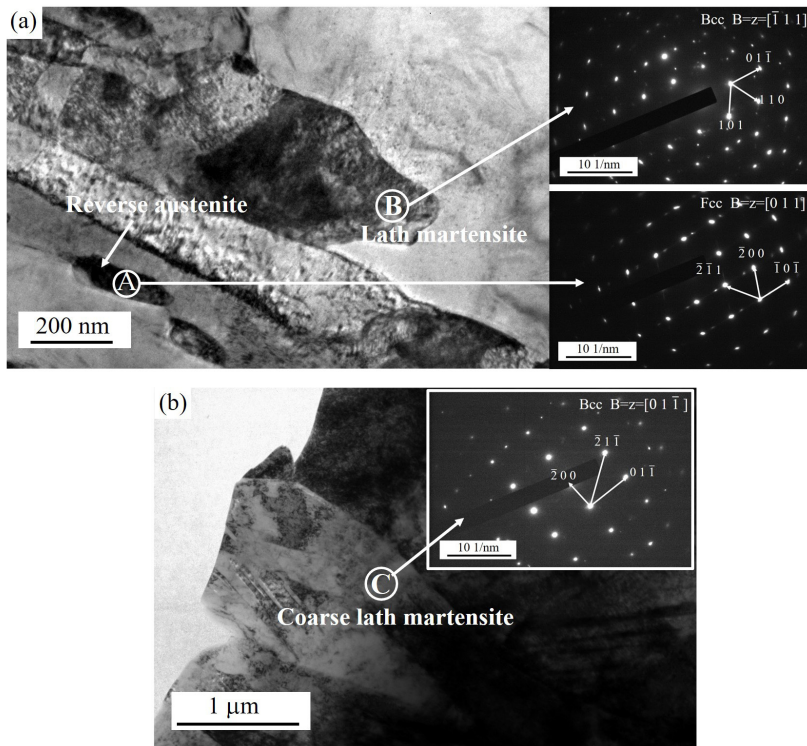 (a)
Bcc B=z=[1̄ 1 1]
0 1 1̄
1 1 0
1 0 1
10 1/nm
Reverse austenite
B
Lath martensite
A
200 nm
Fcc B=z=[0 1 1]
2̄ 0 0
2̄ 1̄ 1
1̄ 0 1̄
10 1/nm
(b)
Bcc B=z=[0 1 1̄ ]
2̄ 1 1̄
2̄ 0 0
0 1 1̄
10 1/nm
C
Coarse lath martensite
1 μm